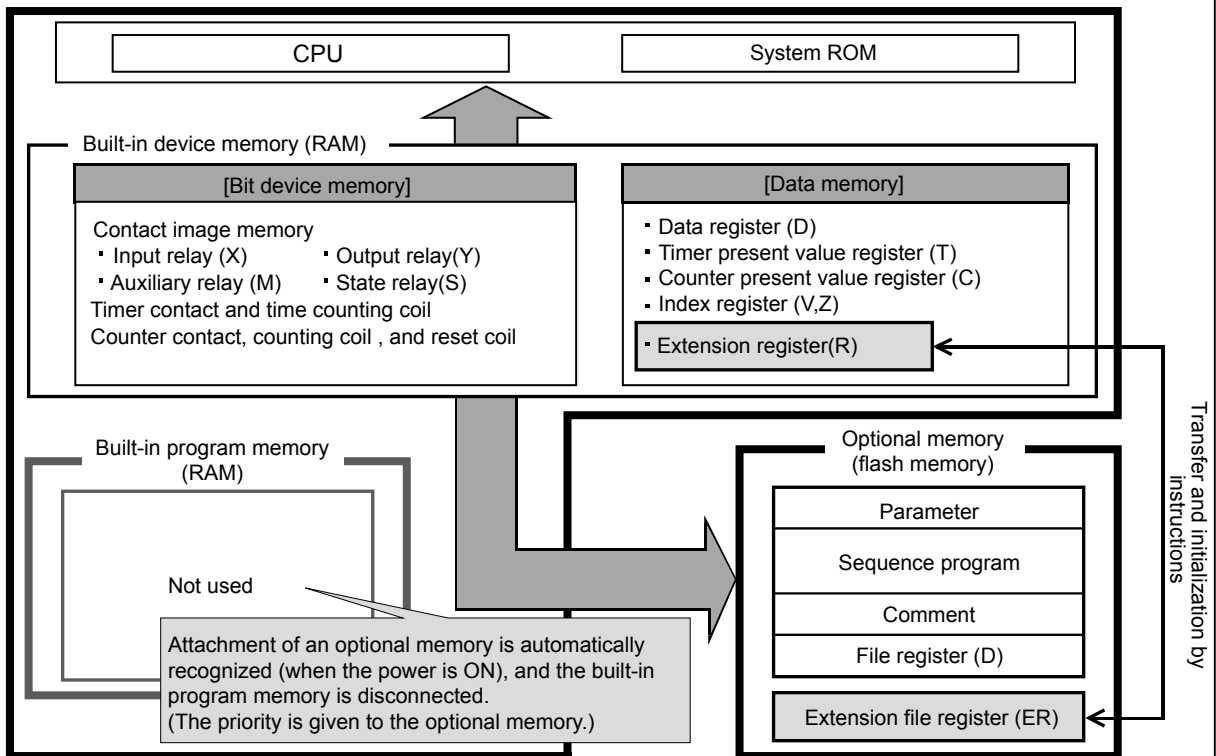 CPU
System ROM
Built-in device memory (RAM)
[Bit device memory]
Contact image memory
· Input relay (X) · Output relay(Y)
· Auxiliary relay (M) · State relay(S)
Timer contact and time counting coil
Counter contact, counting coil , and reset coil
[Data memory]
· Data register (D)
· Timer present value register (T)
· Counter present value register (C)
· Index register (V,Z)
· Extension register(R)
Transfer and initialization by
instructions
Built-in program memory
(RAM)
Not used
Attachment of an optional memory is automatically
recognized (when the power is ON), and the built-in
program memory is disconnected.
(The priority is given to the optional memory.)
Optional memory
(flash memory)
Parameter
Sequence program
Comment
File register (D)
Extension file register (ER)